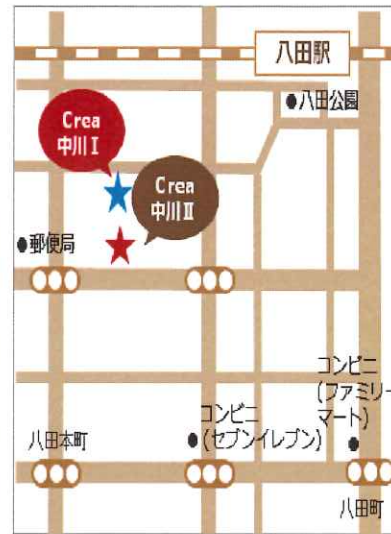 八田駅
●八田公園
Crea
中川Ⅰ
Crea
中川Ⅱ
●郵便局
コンビニ
(ファミリー
マート)
コンビニ
(セブンイレブン)
八田本町
八田町